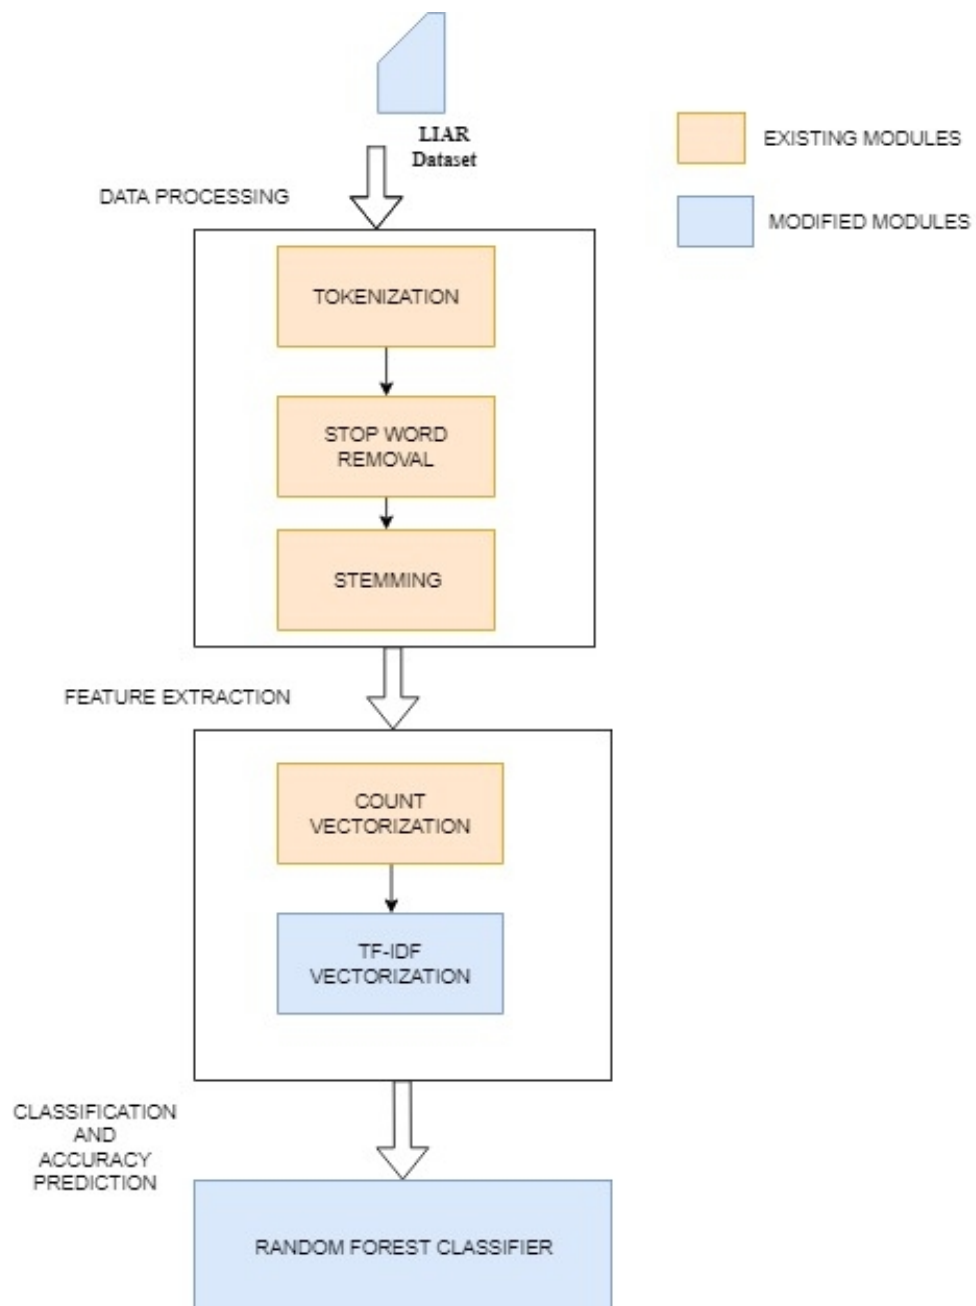 LIAR
Dataset
EXISTING MODULES
MODIFIED MODULES
DATA PROCESSING
TOKENIZATION
STOP WORD
REMOVAL
STEMMING
FEATURE EXTRACTION
COUNT
VECTORIZATION
TF-IDF
VECTORIZATION
CLASSIFICATION
AND
ACCURACY
PREDICTION
RANDOM FOREST CLASSIFIER